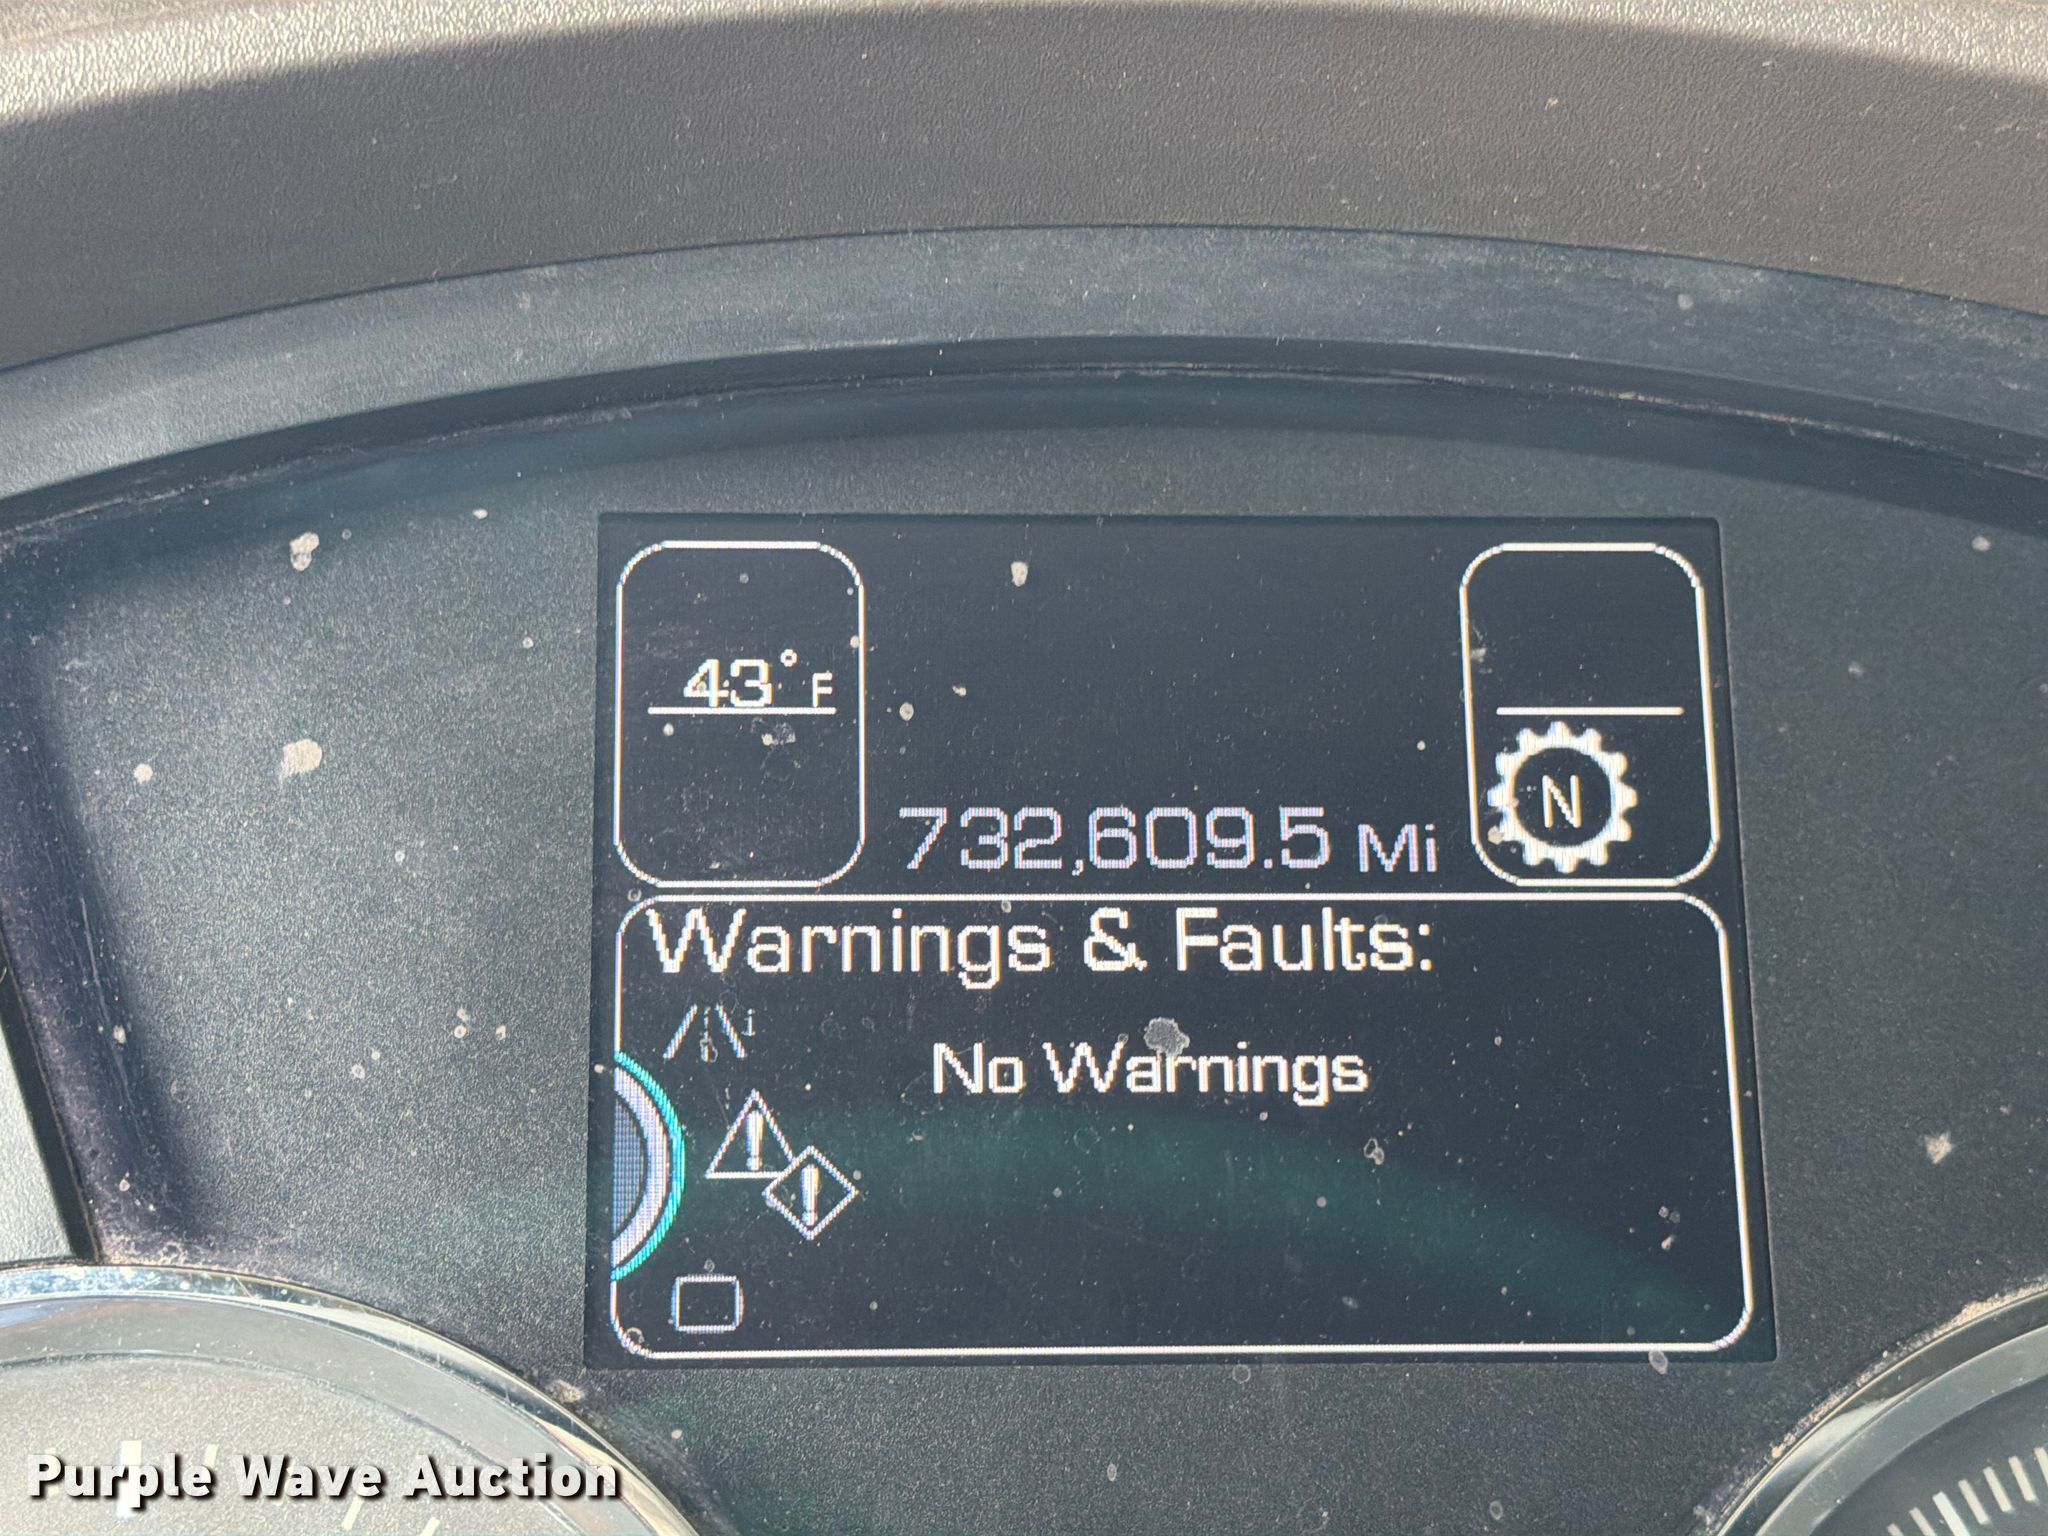 43° F
732,609.5 Mi
N
Warnings & Faults:
No Warnings
Purple Wave Auction